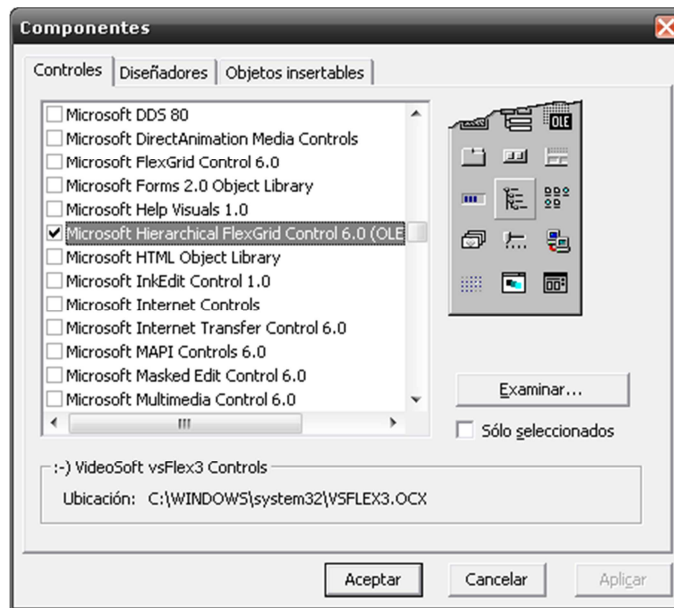 Componentes
Controles Diseñadores Objetos insertables
Microsoft DDS 80
Microsoft DirectAnimation Media Controls
Microsoft FlexGrid Control 6.0
Microsoft Forms 2.0 Object Library
Microsoft Help Visuals 1.0
Microsoft Hierarchical FlexGrid Control 6.0 (OLE
Microsoft HTML Object Library
Microsoft InkEdit Control 1.0
Microsoft Internet Controls
Microsoft Internet Transfer Control 6.0
Microsoft MAPI Controls 6.0
Microsoft Masked Edit Control 6.0
Microsoft Multimedia Control 6.0
OLE
Examinar...
Sólo seleccionados
:-) VideoSoft vsFlex3 Controls
Ubicación: C:\WINDOWS\system32\VSFLEX3.OCX
Aceptar Cancelar Aplicar